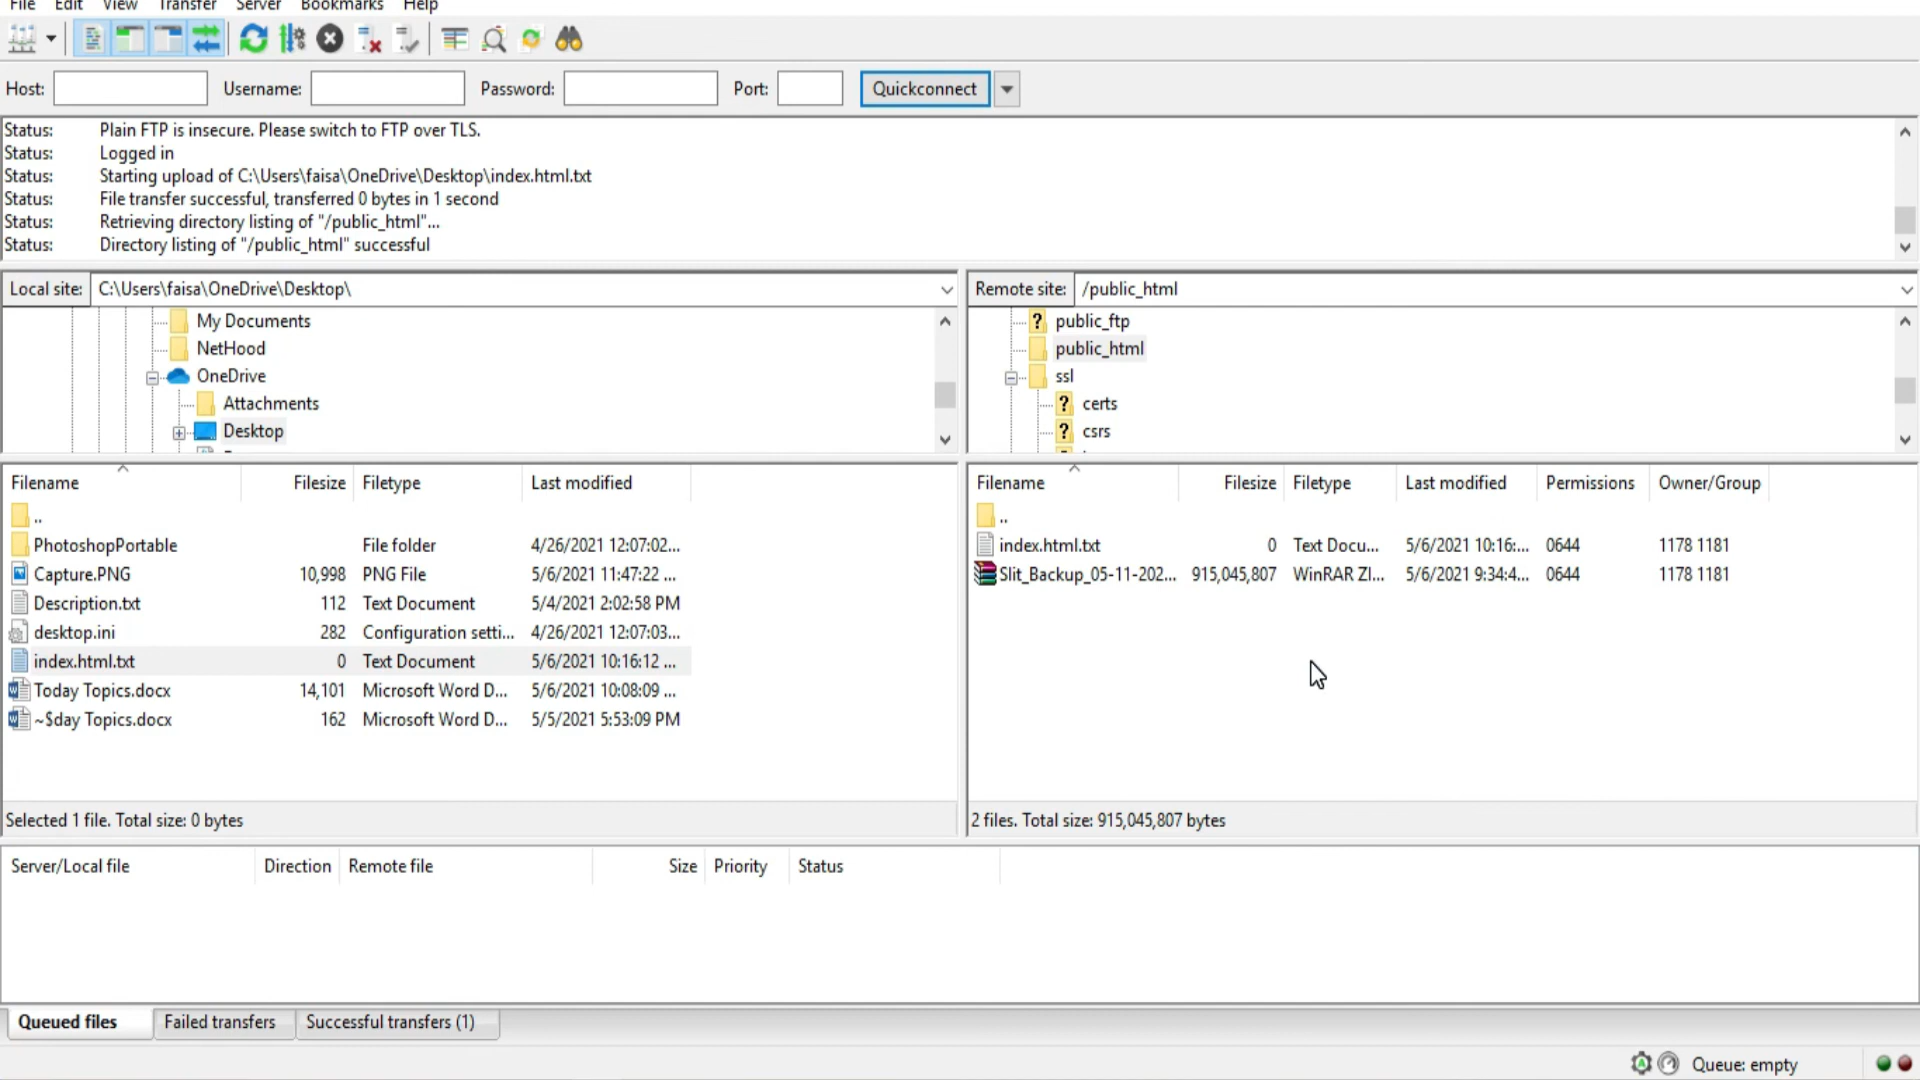 File Edit View Transfer Server Bookmarks Help
Host: Username: Password: Port: Quickconnect
Status: Plain FTP is insecure. Please switch to FTP over TLS.
Status: Logged in
Status: Starting upload of C:\Users\faisa\OneDrive\Desktop\index.html.txt
Status: File transfer successful, transferred 0 bytes in 1 second
Status: Retrieving directory listing of "/public_html"...
Status: Directory listing of "/public_html" successful
Local site: C:\Users\faisa\OneDrive\Desktop\
My Documents
NetHood
OneDrive
Attachments
Desktop
Filename Filesize Filetype Last modified
..
PhotoshopPortable File folder 4/26/2021 12:07:02...
Capture.PNG 10,998 PNG File 5/6/2021 11:47:22 ...
Description.txt 112 Text Document 5/4/2021 2:02:58 PM
desktop.ini 282 Configuration setti... 4/26/2021 12:07:03...
index.html.txt 0 Text Document 5/6/2021 10:16:12 ...
Today Topics.docx 14,101 Microsoft Word D... 5/6/2021 10:08:09 ...
~$day Topics.docx 162 Microsoft Word D... 5/5/2021 5:53:09 PM
Selected 1 file. Total size: 0 bytes
Remote site: /public_html
? public_ftp
public_html
ssl
? certs
? csrs
Filename Filesize Filetype Last modified Permissions Owner/Group
..
index.html.txt 0 Text Docu... 5/6/2021 10:16:... 0644 1178 1181
Slit_Backup_05-11-202... 915,045,807 WinRAR ZI... 5/6/2021 9:34:4... 0644 1178 1181
2 files. Total size: 915,045,807 bytes
Server/Local file Direction Remote file Size Priority Status
Queued files Failed transfers Successful transfers (1)
Queue: empty